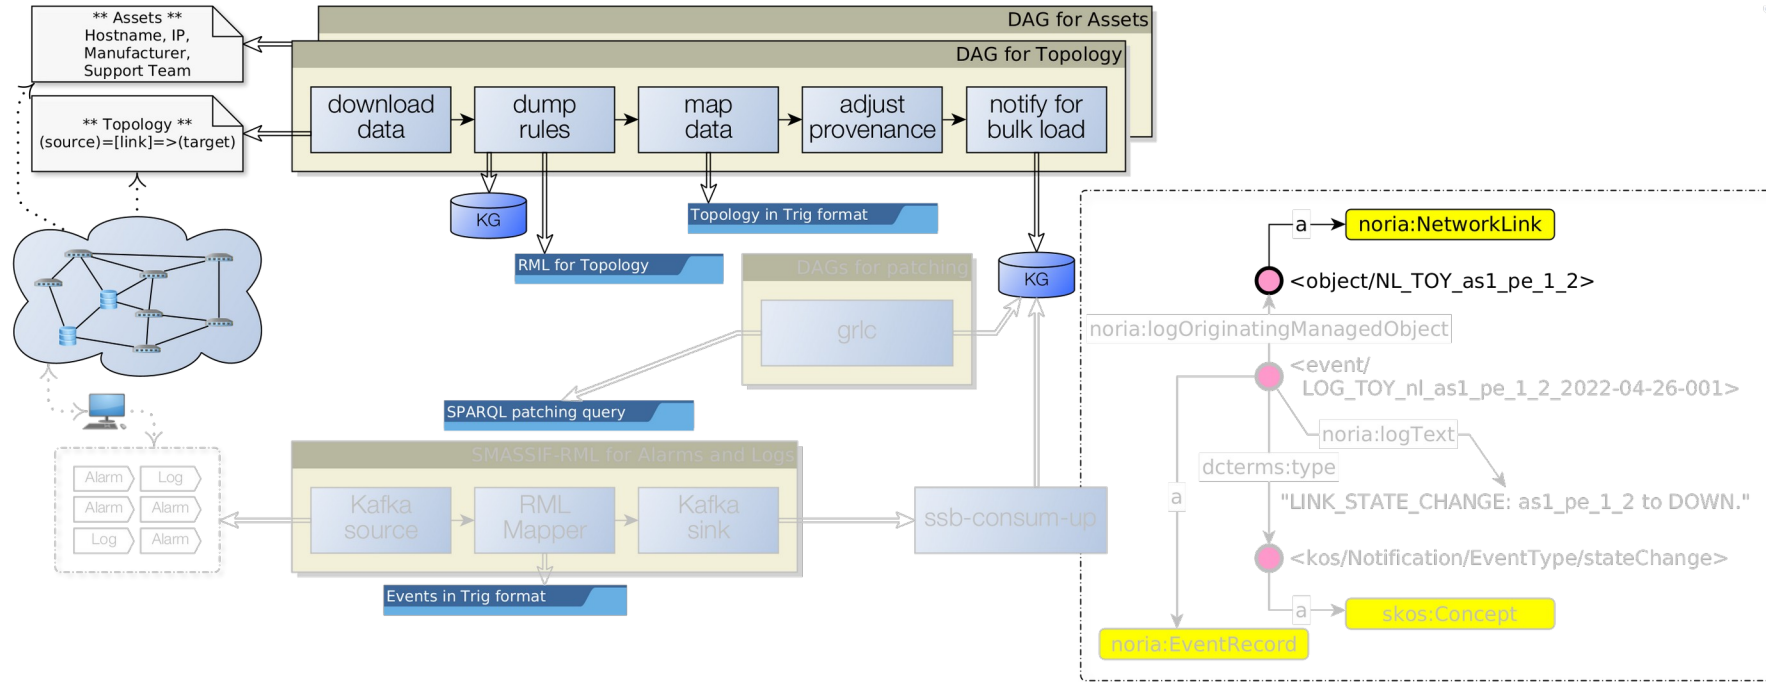 ** Assets **
Hostname, IP,
Manufacturer,
Support Team
** Topology **
(source)=[link]=>(target)
DAG for Assets
DAG for Topology
download
data
dump
rules
map
data
adjust
provenance
notify for
bulk load
KG
RML for Topology
Topology in Trig format
KG
DAGs for patching
grlc
SPARQL patching query
SMASSIF-RML for Alarms and Logs
Kafka
source
RML
Mapper
Kafka
sink
ssb-consum-up
Events in Trig format
Alarm
Log
Alarm
Alarm
Log
Alarm
a
noria:NetworkLink
<object/NL_TOY_as1_pe_1_2>
noria:logOriginatingManagedObject
<event/
LOG_TOY_nl_as1_pe_1_2_2022-04-26-001>
noria:logText
dcterms:type
a
"LINK_STATE_CHANGE: as1_pe_1_2 to DOWN."
<kos/Notification/EventType/stateChange>
a
skos:Concept
noria:EventRecord